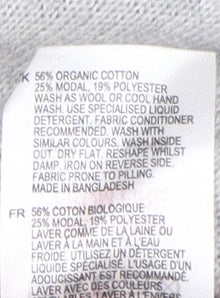 UK 56% ORGANIC COTTON
25% MODAL, 19% POLYESTER
WASH AS WOOL OR COOL HAND
WASH. USE SPECIALISED LIQUID
DETERGENT. FABRIC CONDITIONER
RECOMMENDED. WASH WITH
SIMILAR COLOURS. WASH INSIDE
OUT. DRY FLAT. RESHAPE WHILST
DAMP. IRON ON REVERSE SIDE.
FABRIC PRONE TO PILLING.
MADE IN BANGLADESH
FR 56% COTON BIOLOGIQUE
25% MODAL, 19% POLYESTER
LAVER COMME DE LA LAINE OU
LAVER À LA MAIN ET À L'EAU
FROIDE. UTILISEZ UN DÉTERGENT
LIQUIDE SPÉCIALISÉ. L'USAGE D'UN
ADOUCISSANT EST RECOMMANDÉ.
LAVER AVEC DES COULEURS
LAVER À L'ENVERS